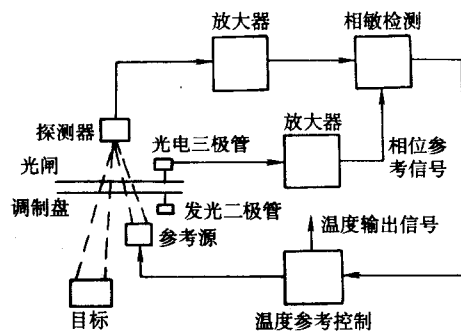 放大器
相敏检测
探测器
光电三极管
放大器
相位参
考信号
光闸
调制盘
发光二极管
参考源
温度输出信号
目标
温度参考控制